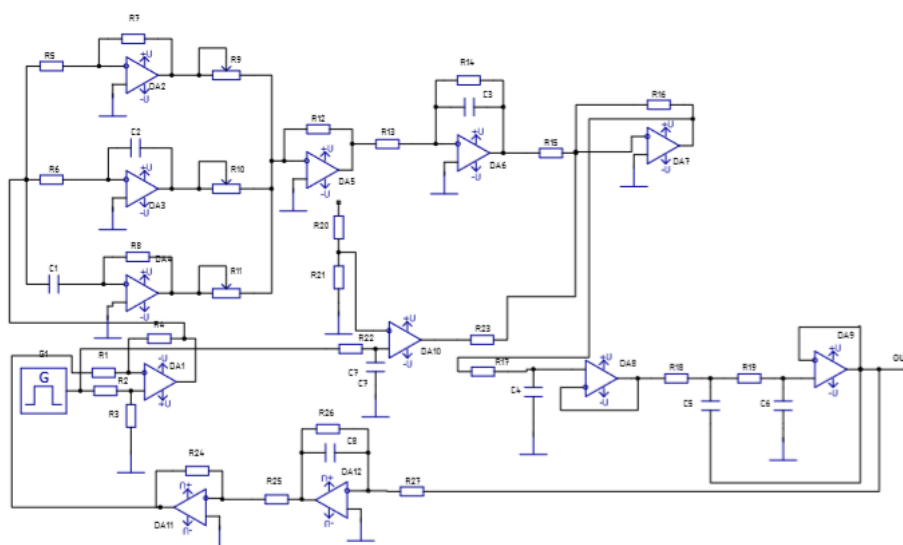 R7
R5
+U
DA2
-U
R9
C2
R6
+U
DA3
-U
R10
R12
+U
DA5
-U
R13
R14
C3
+U
DA6
-U
R15
R16
+U
DA7
-U
C1
R8
DA4
+U
-U
R11
R20
R21
R4
R1
-U
DA1
+U
R2
R3
G1
G
R22
C?
C?
+U
DA10
-U
R23
R17
C4
+U
DA8
-U
R18
R19
C5
C6
+U
DA9
-U
OU
R24
DA11
n+
n-
R25
R26
C8
DA12
n+
n-
R27